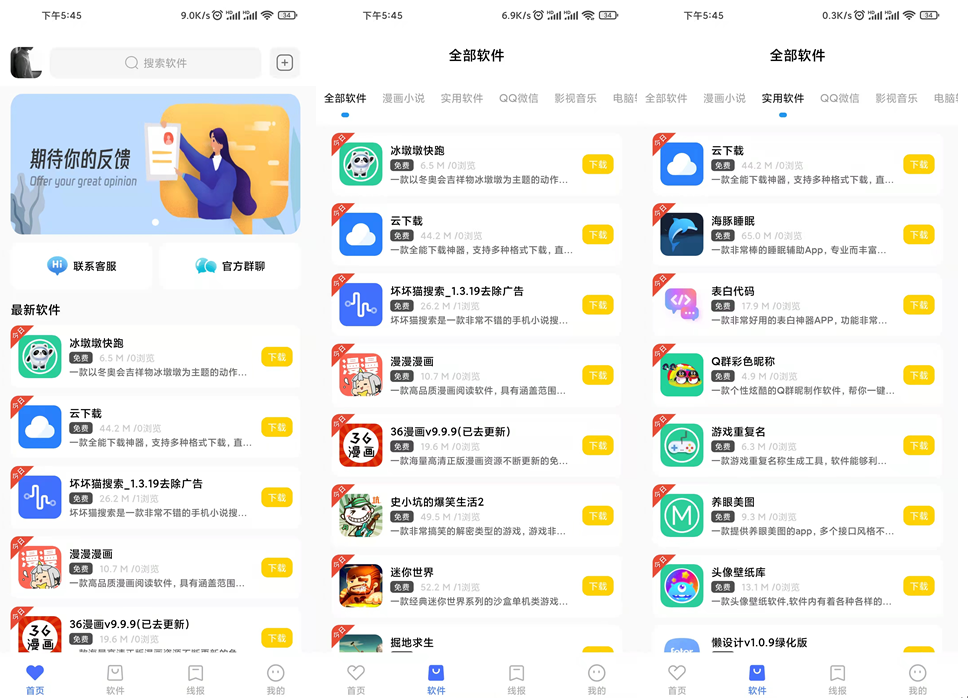 下午5:45
9.0K/s
34
搜索软件
期待你的反馈
Offer your great opinion
Hi
联系客服
官方群聊
最新软件
今日
冰墩墩快跑
免费 6.5 M /0浏览
一款以冬奥会吉祥物冰墩墩为主题的动作...
下载
今日
云下载
免费 44.2 M /0浏览
一款全能下载神器，支持多种格式下载，直...
下载
今日
坏坏猫搜索_1.3.19去除广告
免费 26.2 M /1浏览
坏坏猫搜索是一款非常不错的手机小说搜...
下载
今日
漫漫漫画
免费 10.7 M /0浏览
一款高品质漫画阅读软件，具有涵盖范围...
下载
今日
36漫画
36漫画v9.9.9(已去更新)
免费 19.6 M /0浏览
下载
首页
软件
线报
我的
下午5:45
6.9K/s
34
全部软件
全部软件 漫画小说 实用软件 QQ微信 影视音乐
今日
冰墩墩快跑
免费 6.5 M /0浏览
一款以冬奥会吉祥物冰墩墩为主题的动作...
下载
今日
云下载
免费 44.2 M /0浏览
一款全能下载神器，支持多种格式下载，直...
下载
今日
坏坏猫搜索_1.3.19去除广告
免费 26.2 M /1浏览
坏坏猫搜索是一款非常不错的手机小说搜...
下载
今日
漫漫漫画
免费 10.7 M /0浏览
一款高品质漫画阅读软件，具有涵盖范围...
下载
今日
36漫画
36漫画v9.9.9(已去更新)
免费 19.6 M /0浏览
一款海量高清正版漫画资源不断更新的免...
下载
今日
史小坑的爆笑生活2
免费 49.5 M /1浏览
一款非常搞笑的解密类型的游戏，游戏非...
下载
今日
迷你世界
免费 52.2 M /1浏览
一款经典迷你世界系列的沙盒单机类游戏...
下载
今日
掘地求生
首页
软件
线报
我的
下午5:45
0.3K/s
34
全部软件
全部软件 漫画小说 实用软件 QQ微信 影视音乐
今日
云下载
免费 44.2 M /0浏览
一款全能下载神器，支持多种格式下载，直...
下载
今日
海豚睡眠
免费 65.0 M /0浏览
一款非常棒的睡眠辅助App，专业而丰富...
下载
今日
表白代码
免费 17.9 M /0浏览
一款非常好用的表白神器APP，功能非常...
下载
今日
Q群彩色昵称
免费 4.9 M /0浏览
一款个性炫酷的Q群昵制作软件，帮你一键...
下载
今日
游戏重复名
免费 6.3 M /0浏览
一款游戏重复名称生成工具，软件能够利...
下载
今日
养眼美图
免费 9.3 M /0浏览
一款提供养眼美图的app，多个接口风格不...
下载
今日
头像壁纸库
免费 13.1 M /0浏览
一款头像壁纸软件,软件内有着各种各样的...
下载
今日
懒设计v1.0.9绿化版
首页
软件
线报
我的